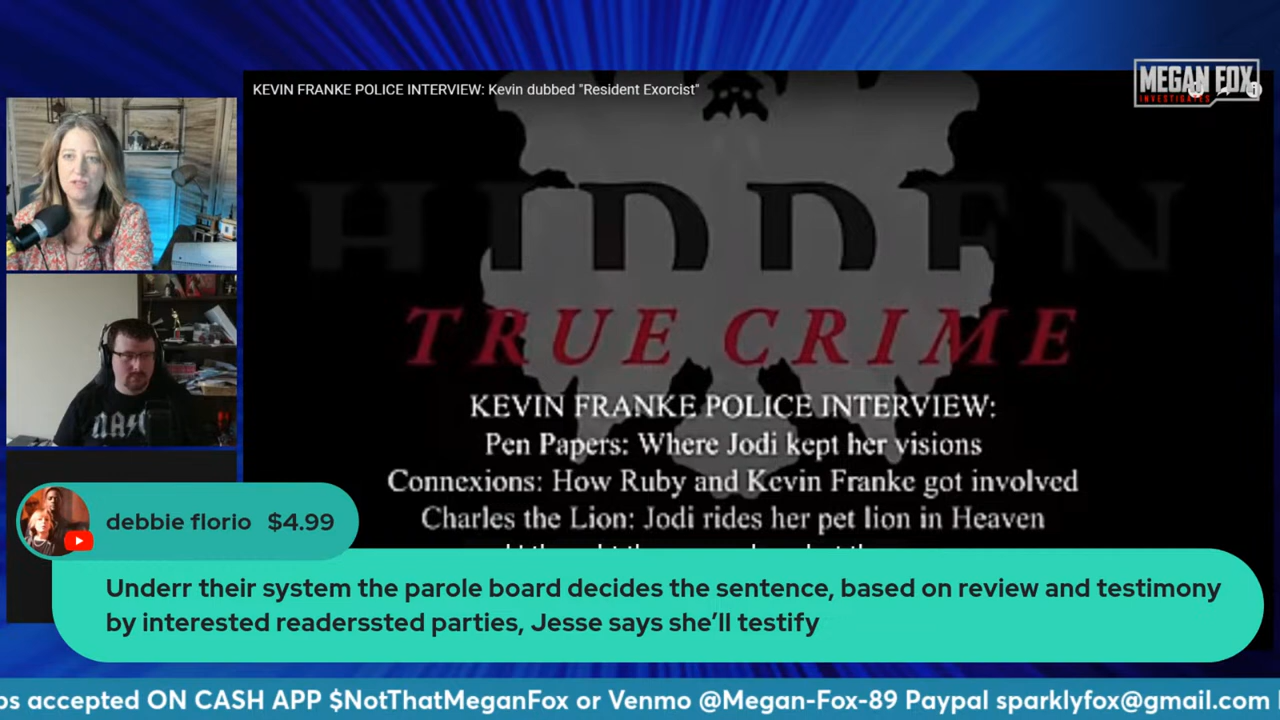 KEVIN FRANKE POLICE INTERVIEW: Kevin dubbed "Resident Exorcist"
MEGAN FOX
INVESTIGATES
HIDDEN
TRUE CRIME
KEVIN FRANKE POLICE INTERVIEW:
Pen Papers: Where Jodi kept her visions
Connexions: How Ruby and Kevin Franke got involved
Charles the Lion: Jodi rides her pet lion in Heaven
debbie florio $4.99
Underr their system the parole board decides the sentence, based on review and testimony
by interested readerssted parties, Jesse says she'll testify
accepted ON CASH APP $NotThatMeganFox or Venmo @Megan-Fox-89 Paypal sparklyfox@gmail.com